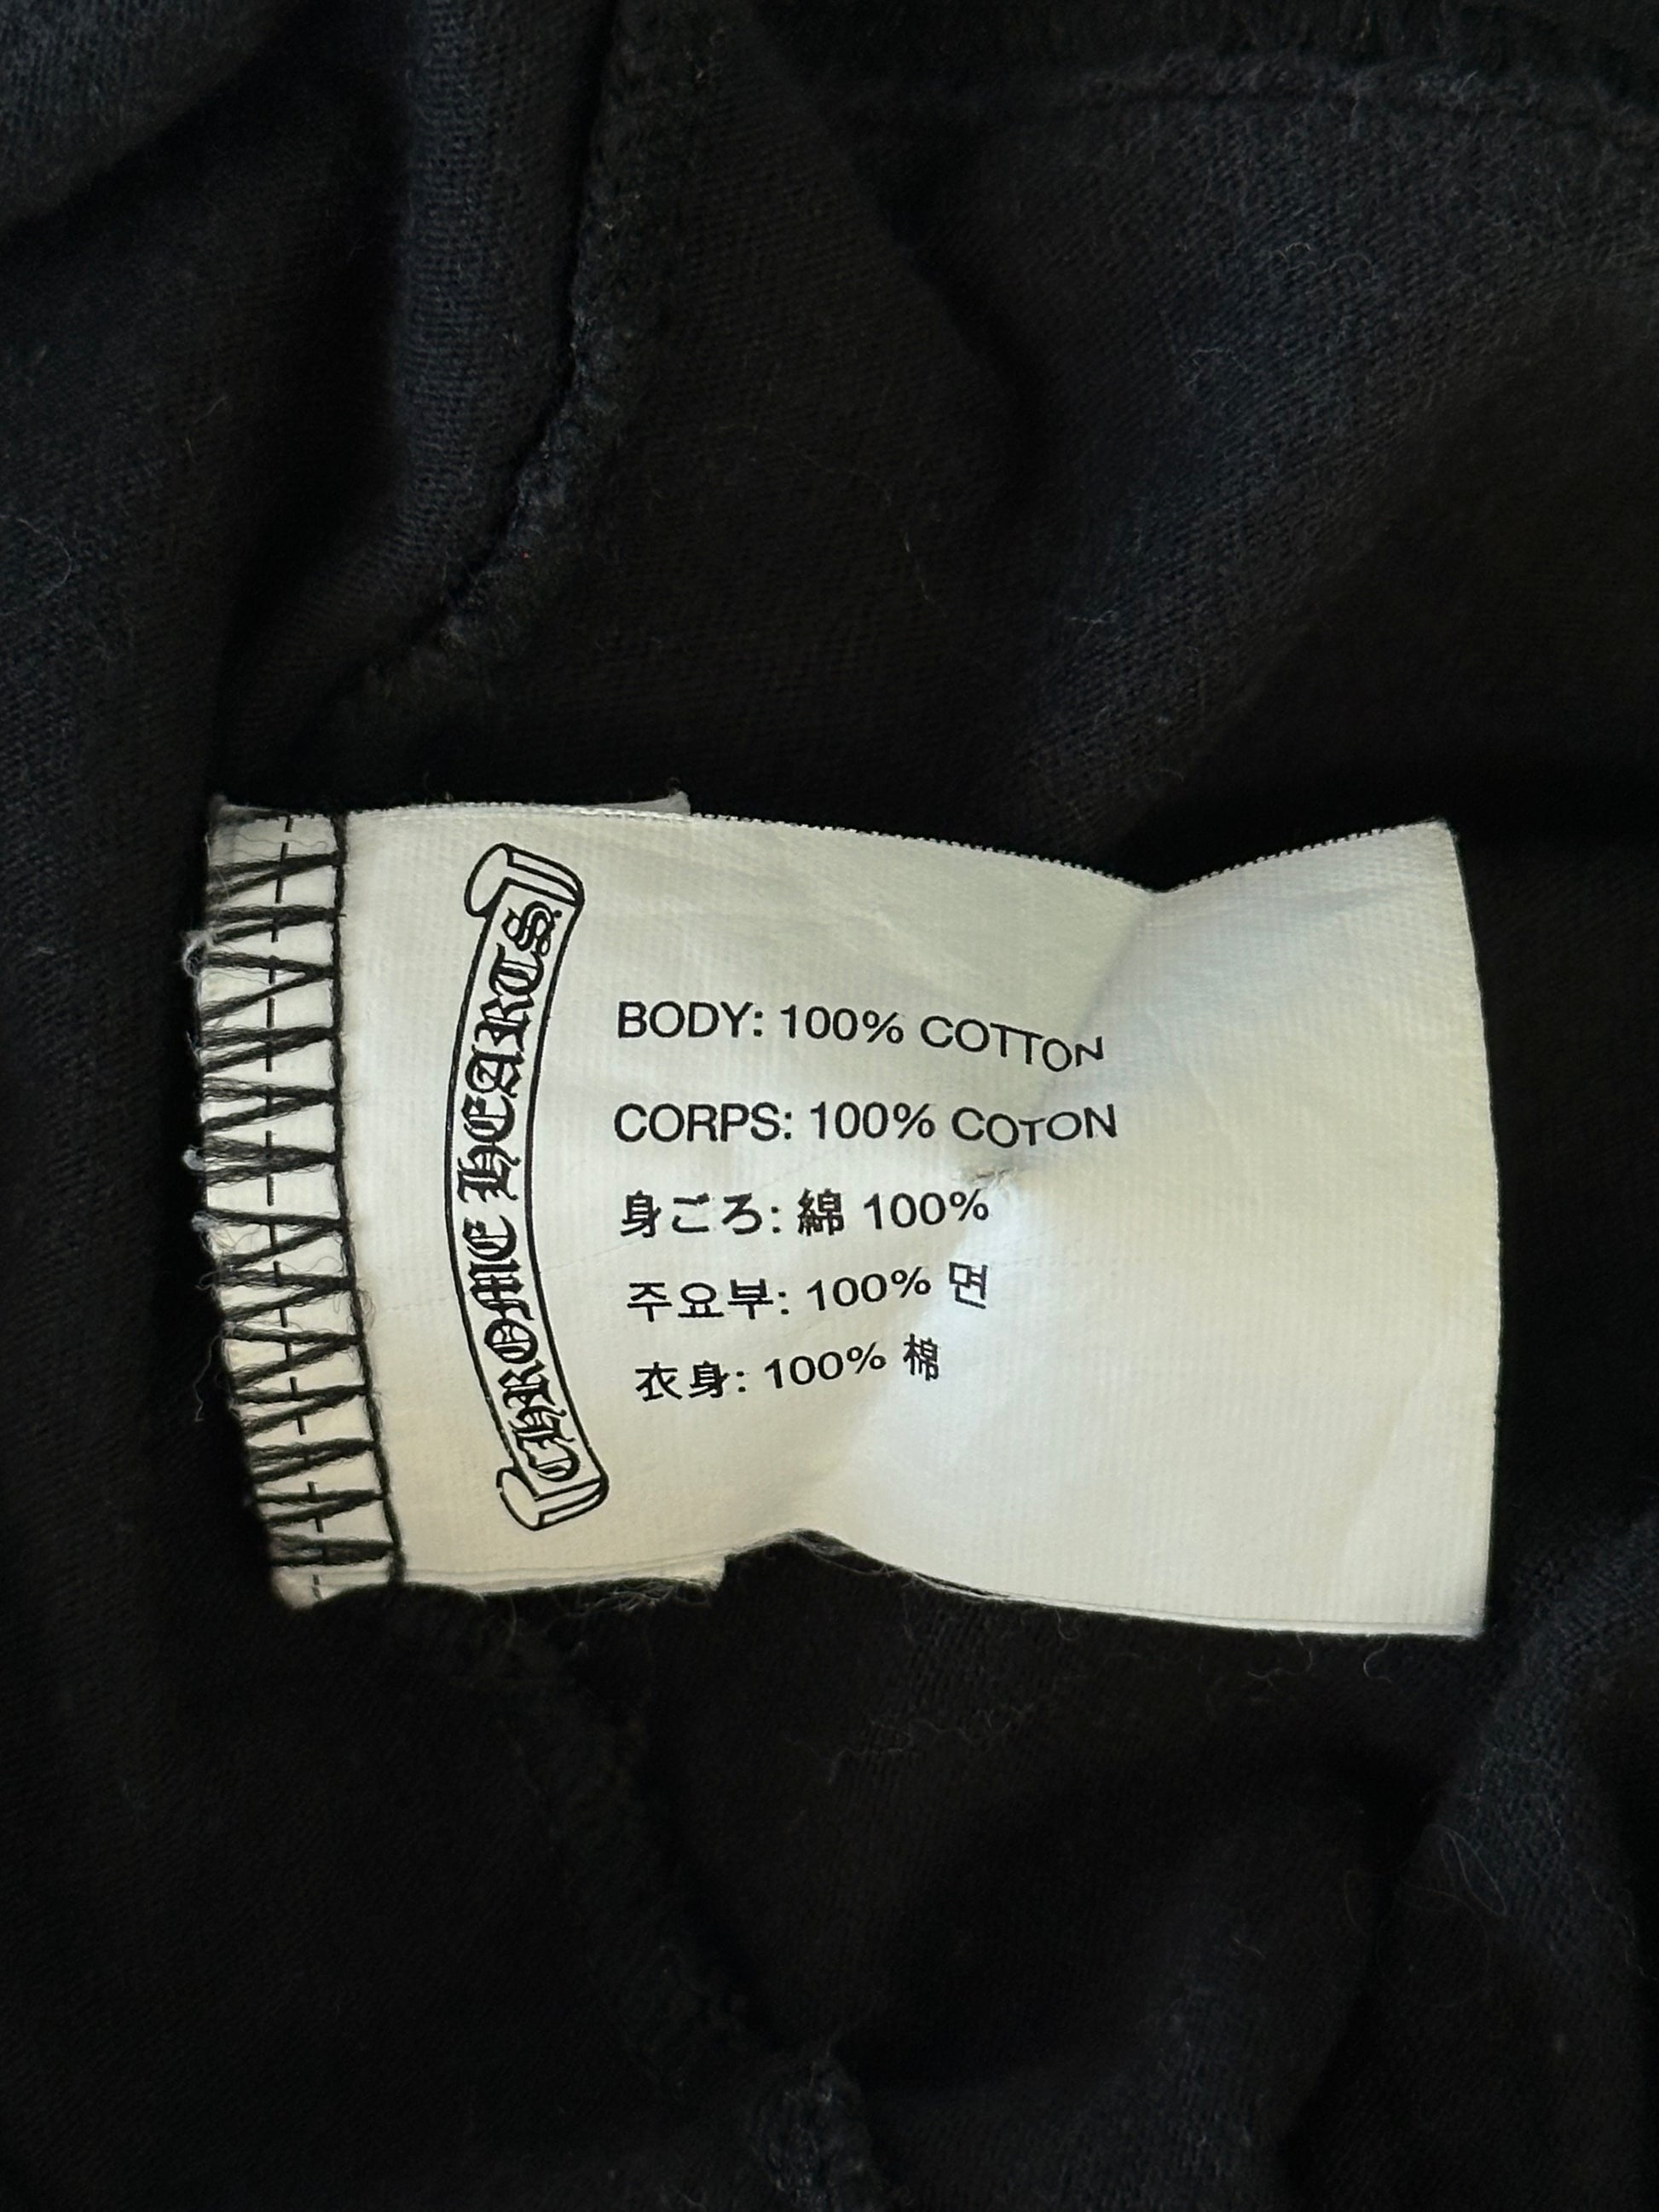 CHROME HEARTS
BODY: 100% COTTON
CORPS: 100% COTON
身ごろ: 綿 100%
주요부: 100% 면
衣身: 100% 棉